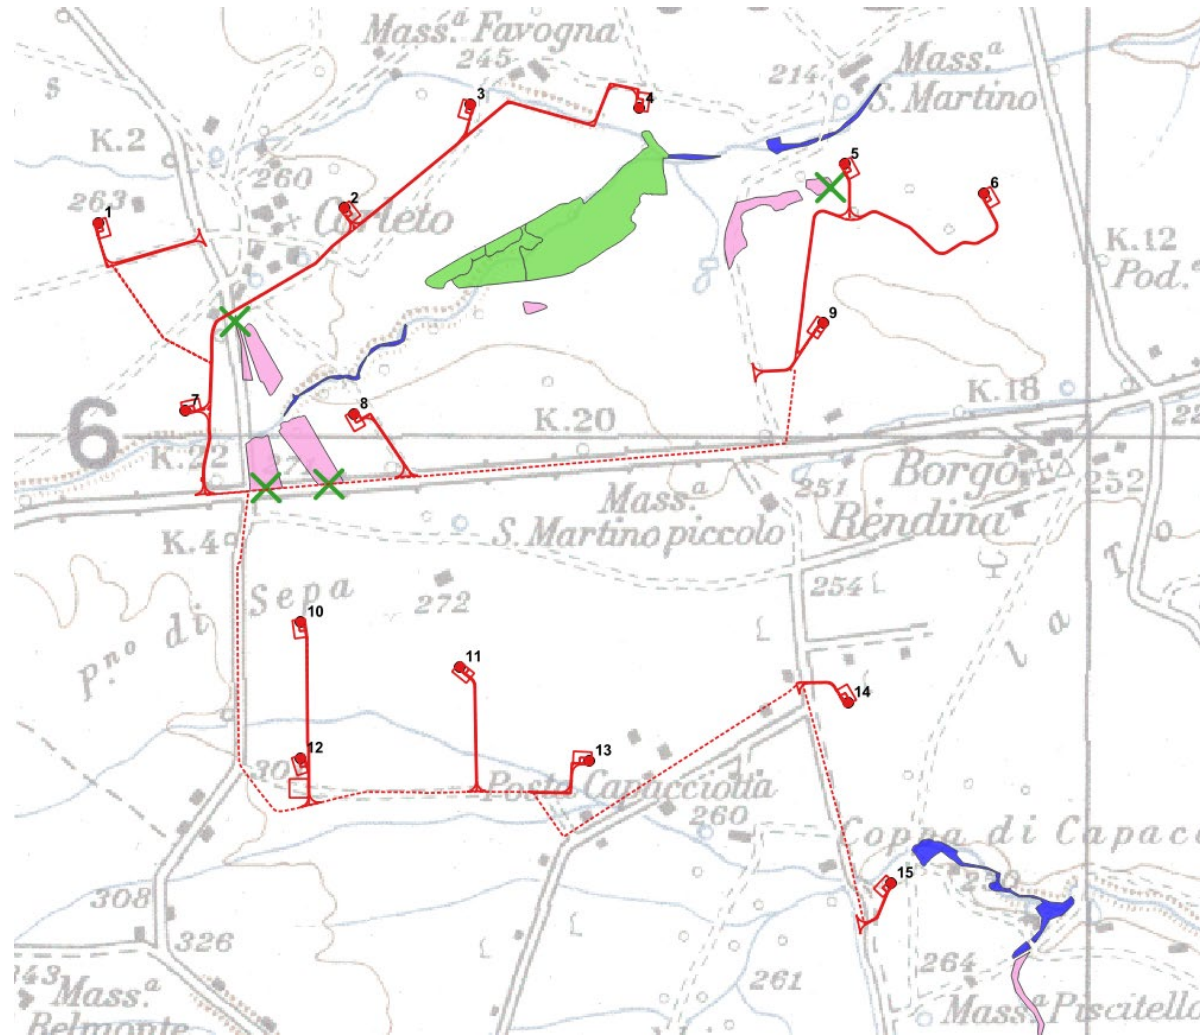 Mass.ª Favogna
245
s
214
Mass.ª
S. Martino
K.2
260
263
Corleto
1
2
3
4
5
6
K.12
Pod.
9
7
8
6
K.22
K.20
K.18
Borgo
Rendina
251
252
Mass.ª
S. Martino piccolo
K.4
Sepa
272
254
p.no di
l a
T o
10
11
12
13
14
30
Posta Capacciotta
260
Coppa di Capacc
15
308
326
343
Mass.ª
Belmonte
261
264
Mass.ª Piscitella